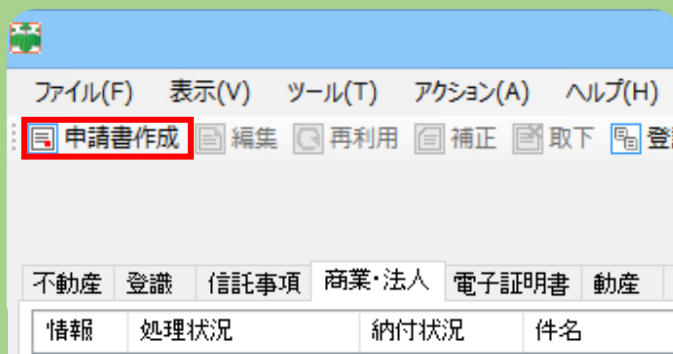 ファイル(F) 表示(V) ツール(T) アクション(A) ヘルプ(H)
申請書作成 編集 再利用 補正 取下 登
不動産 登識 信託事項 商業・法人 電子証明書 動産
情報 処理状況 納付状況 件名